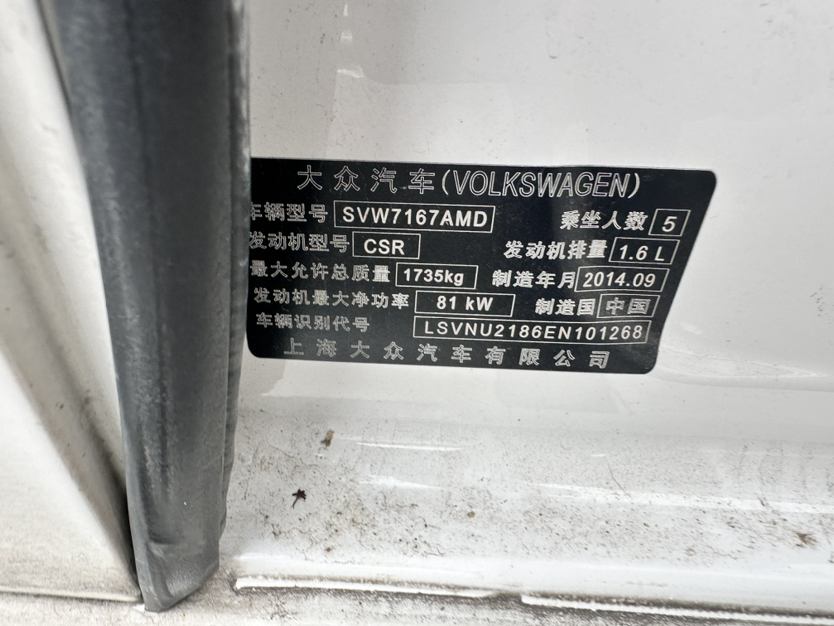 大众汽车(VOLKSWAGEN)
车辆型号 SVW7167AMD 乘坐人数 5
发动机型号 CSR 发动机排量 1.6 L
最大允许总质量 1735kg 制造年月 2014.09
发动机最大净功率 81 kW 制造国 中国
车辆识别代号 LSVNU2186EN101268
上海大众汽车有限公司